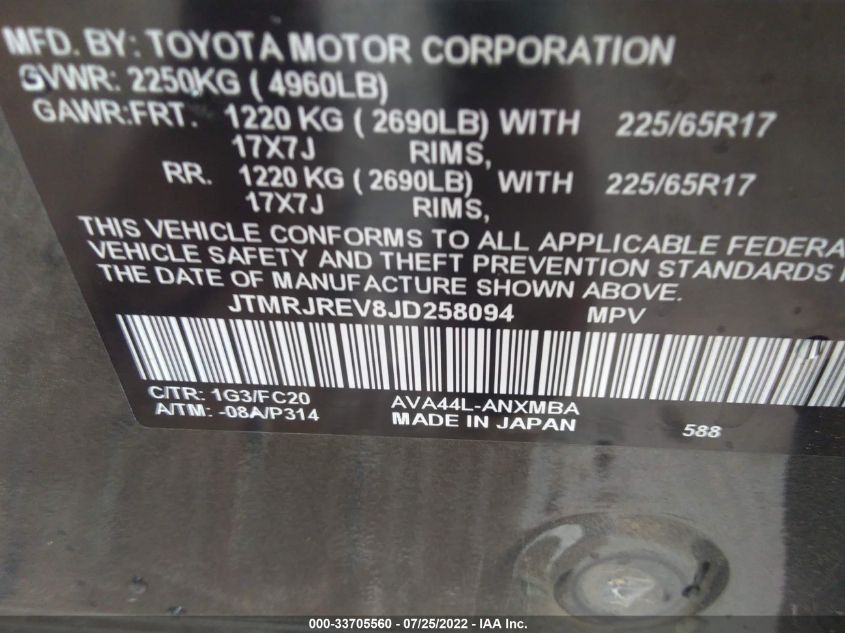 MFD. BY: TOYOTA MOTOR CORPORATION
GVWR: 2250KG ( 4960LB)
GAWR:FRT. 1220 KG ( 2690LB) WITH 225/65R17
17X7J RIMS,
RR. 1220 KG ( 2690LB) WITH 225/65R17
17X7J RIMS,
THIS VEHICLE CONFORMS TO ALL APPLICABLE FEDERA
VEHICLE SAFETY AND THEFT PREVENTION STANDARDS
THE DATE OF MANUFACTURE SHOWN ABOVE.
JTMRJREV8JD258094 MPV
C/TR: 1G3/FC20 AVA44L-ANXMBA
A/TM: -08A/P314 MADE IN JAPAN 588
000-33705560 - 07/25/2022 - IAA Inc.